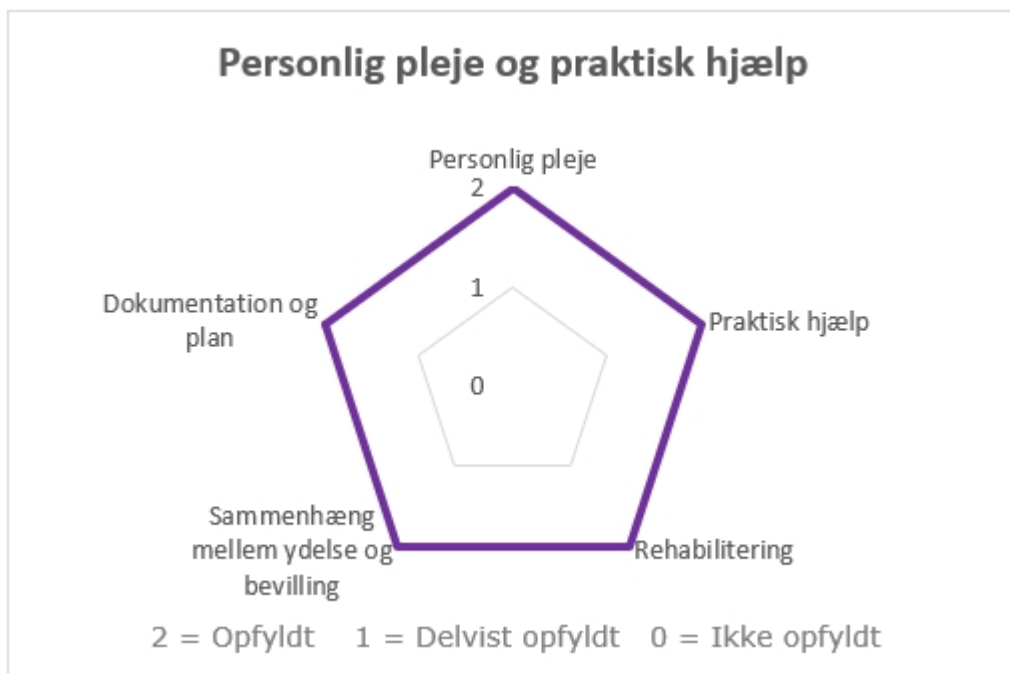 Personlig pleje og praktisk hjælp
Personlig pleje
2
1
0
Dokumentation og
plan
Praktisk hjælp
Sammenhæng
mellem ydelse og
bevilling
Rehabilitering
2 = Opfyldt 1 = Delvist opfyldt 0 = Ikke opfyldt